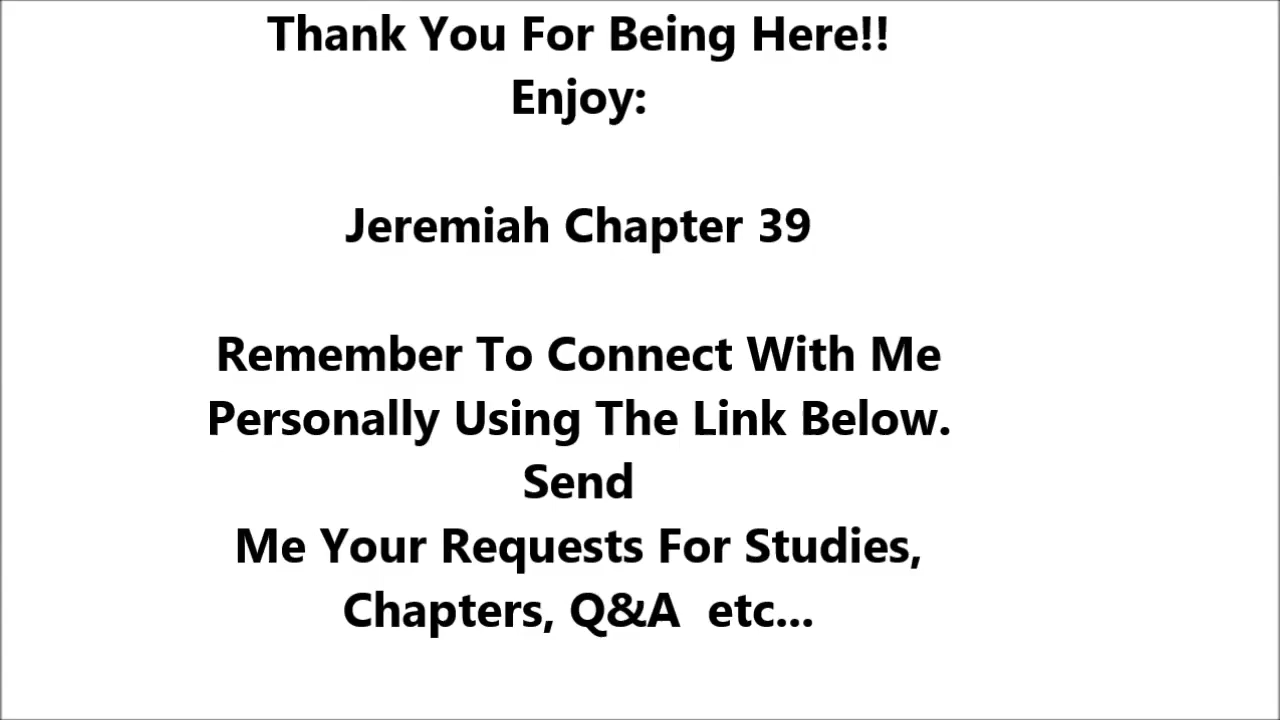 Thank You For Being Here!!
Enjoy:
Jeremiah Chapter 39
Remember To Connect With Me
Personally Using The Link Below.
Send
Me Your Requests For Studies,
Chapters, Q&A  etc...